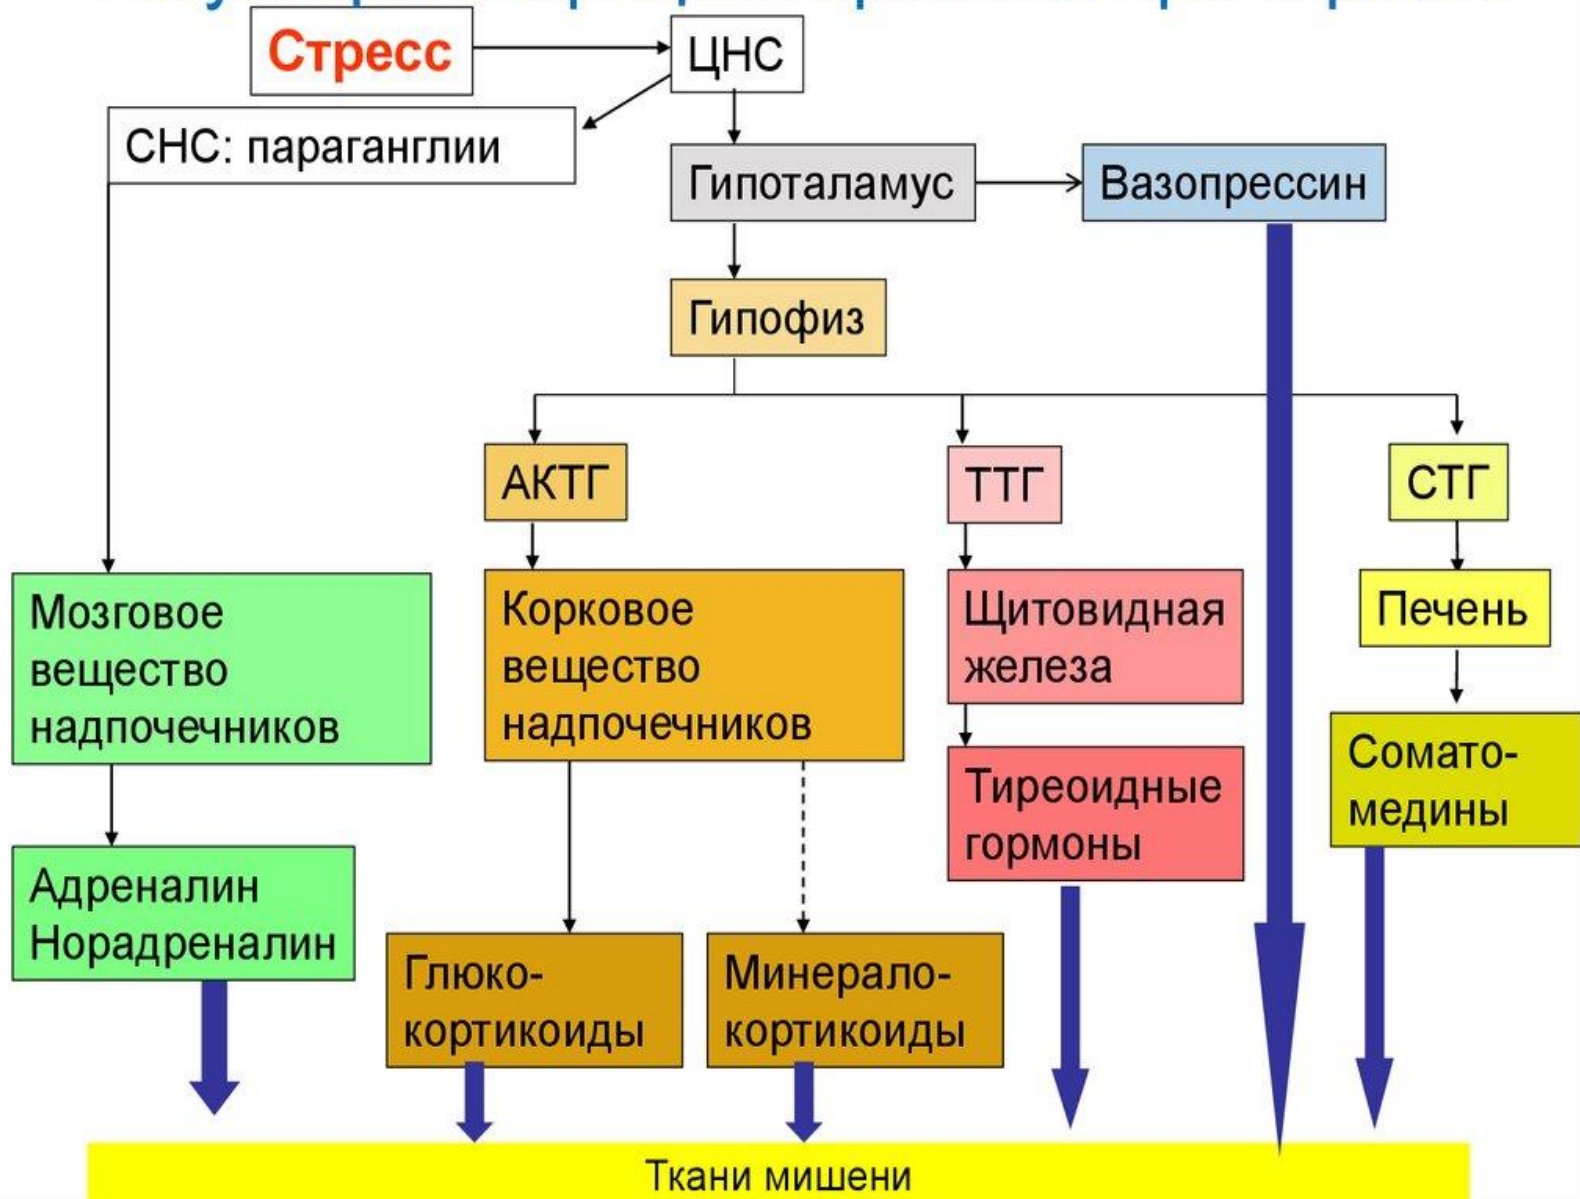 Стресс
ЦНС
СНС: параганглии
Гипоталамус
Вазопрессин
Гипофиз
АКТГ
ТТГ
СТГ
Мозговое
вещество
надпочечников
Корковое
вещество
надпочечников
Щитовидная
железа
Печень
Тиреоидные
гормоны
Сомато-
медины
Адреналин
Норадреналин
Глюко-
кортикоиды
Минерало-
кортикоиды
Ткани мишени